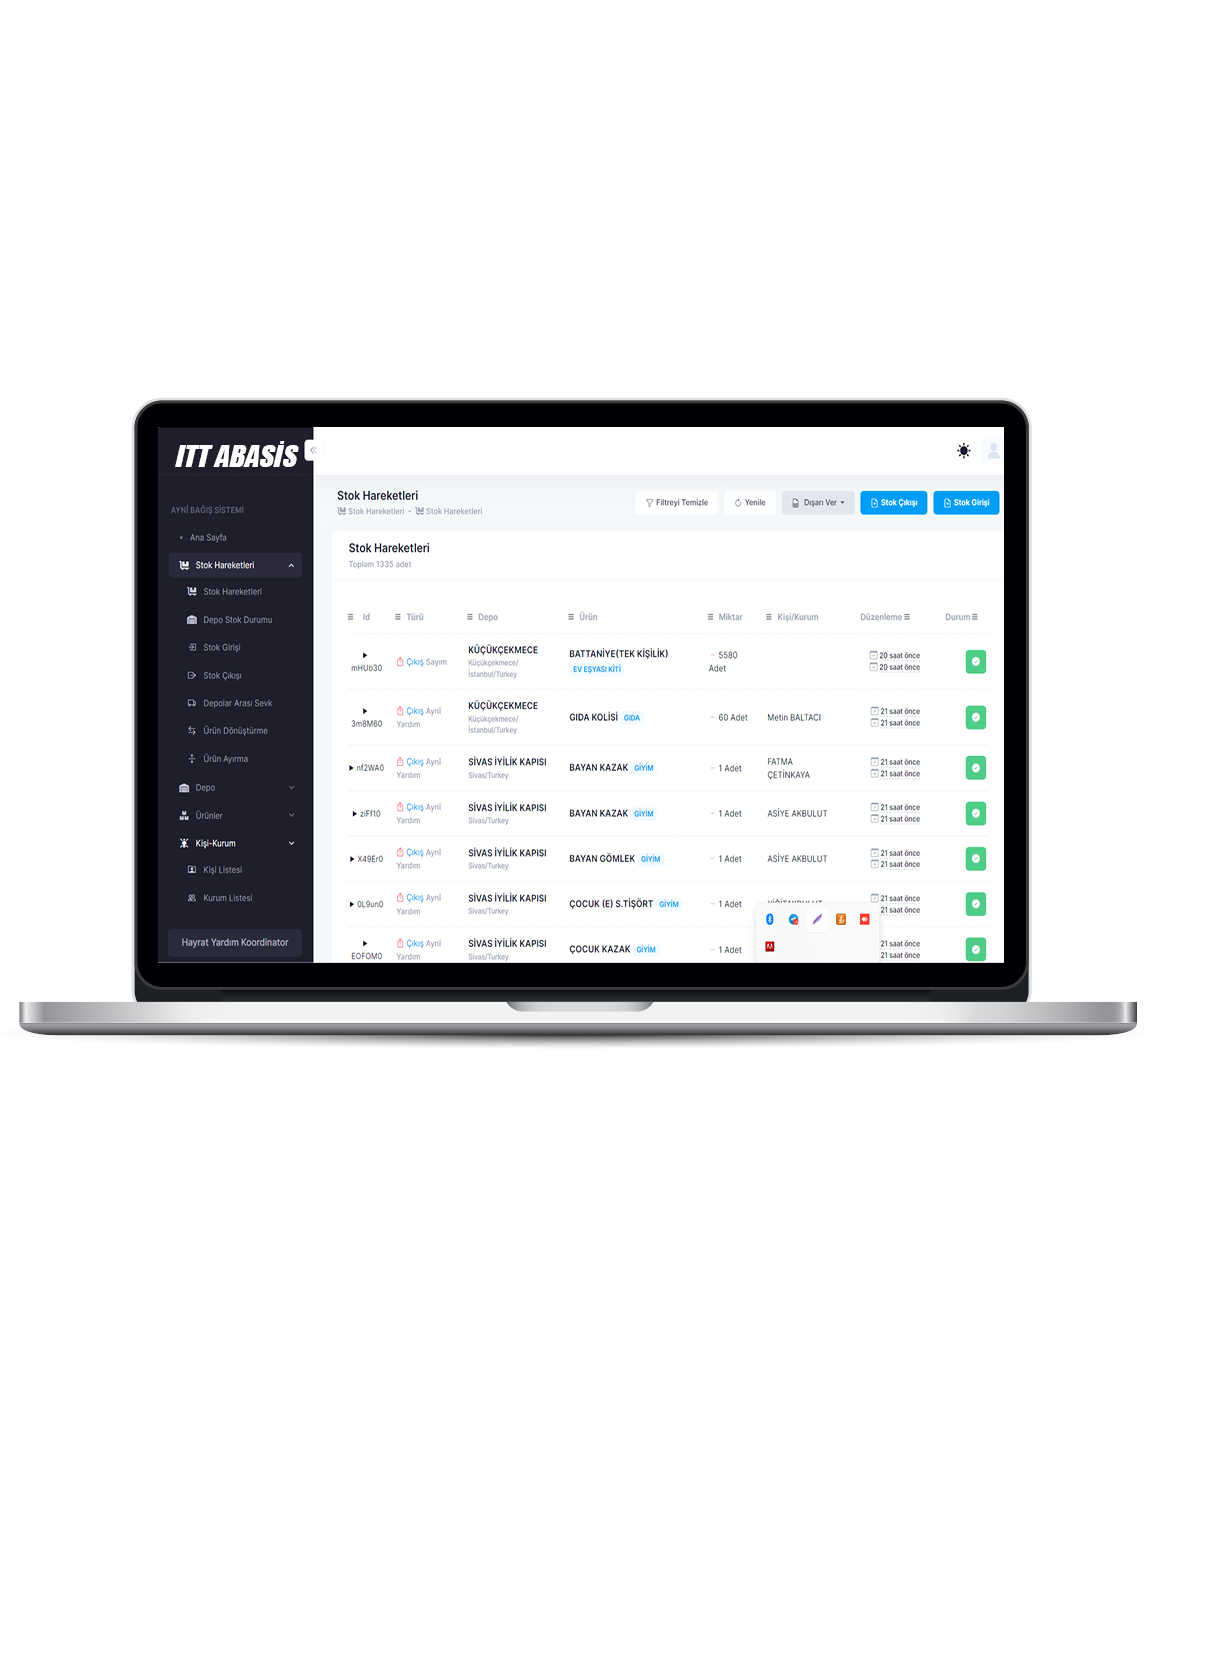 ITT ABASİS
AYNİ BAĞIŞ SİSTEMİ
Ana Sayfa
Stok Hareketleri
Stok Hareketleri
Depo Stok Durumu
Stok Girişi
Stok Çıkışı
Depolar Arası Sevk
Ürün Dönüştürme
Ürün Ayırma
Depo
Ürünler
Kişi-Kurum
Kişi Listesi
Kurum Listesi
Hayrat Yardım Koordinator
Stok Hareketleri
Stok Hareketleri - Stok Hareketleri
Filtreyi Temizle
Yenile
Dışarı Ver
Stok Çıkışı
Stok Girişi
Stok Hareketleri
Toplam 1335 adet
Id Türü Depo Ürün Miktar Kişi/Kurum Düzenleme Durum
mHUb30
Çıkış Sayım
KÜÇÜKÇEKMECE
Küçükçekmece/
İstanbul/Turkey
BATTANİYE(TEK KİŞİLİK)
EV EŞYASI KİTİ
- 5580
Adet
20 saat önce
20 saat önce
3m8M60
Çıkış Aynî
Yardım
KÜÇÜKÇEKMECE
Küçükçekmece/
İstanbul/Turkey
GIDA KOLİSİ GIDA
- 60 Adet
Metin BALTACI
21 saat önce
21 saat önce
nf2WA0
Çıkış Aynî
Yardım
SİVAS İYİLİK KAPISI
Sivas/Turkey
BAYAN KAZAK GİYİM
- 1 Adet
FATMA
ÇETİNKAYA
21 saat önce
21 saat önce
ziFf10
Çıkış Aynî
Yardım
SİVAS İYİLİK KAPISI
Sivas/Turkey
BAYAN KAZAK GİYİM
- 1 Adet
ASİYE AKBULUT
21 saat önce
21 saat önce
X49Er0
Çıkış Aynî
Yardım
SİVAS İYİLİK KAPISI
Sivas/Turkey
BAYAN GÖMLEK GİYİM
- 1 Adet
ASİYE AKBULUT
21 saat önce
21 saat önce
0L9un0
Çıkış Aynî
Yardım
SİVAS İYİLİK KAPISI
Sivas/Turkey
ÇOCUK (E) S.TİŞÖRT GİYİM
- 1 Adet
21 saat önce
21 saat önce
EOFOM0
Çıkış Aynî
Yardım
SİVAS İYİLİK KAPISI
Sivas/Turkey
ÇOCUK KAZAK GİYİM
- 1 Adet
21 saat önce
21 saat önce